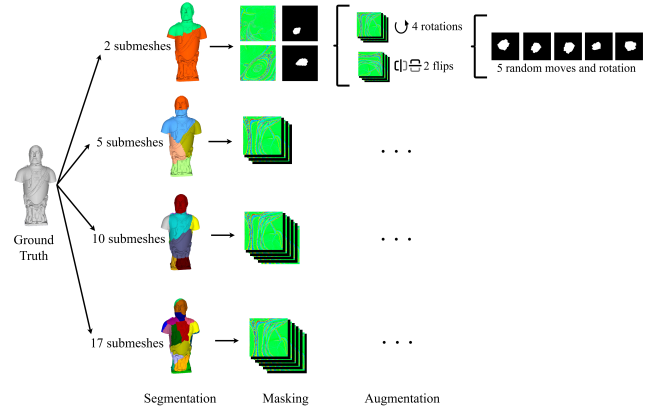 2 submeshes
4 rotations
2 flips
5 random moves and rotation
5 submeshes
. . .
Ground
Truth
10 submeshes
. . .
17 submeshes
. . .
Segmentation
Masking
Augmentation